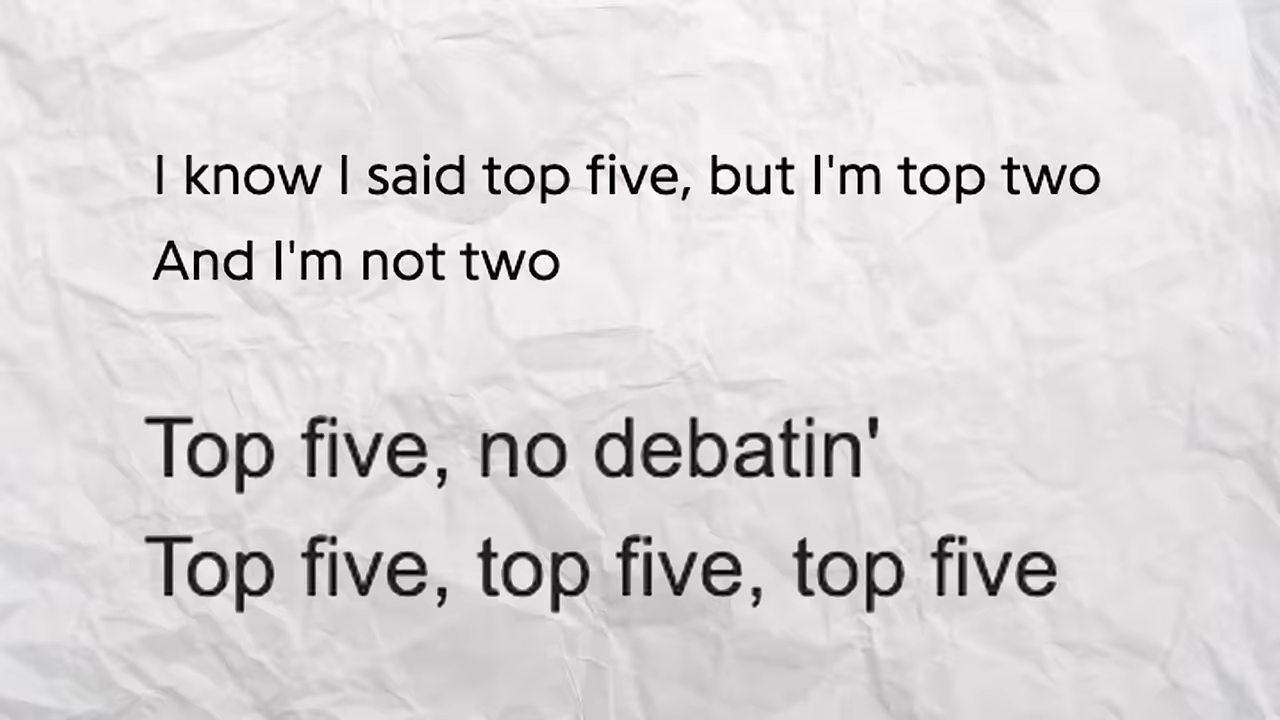 I know I said top five, but I'm top two
And I'm not two
Top five, no debatin'
Top five, top five, top five